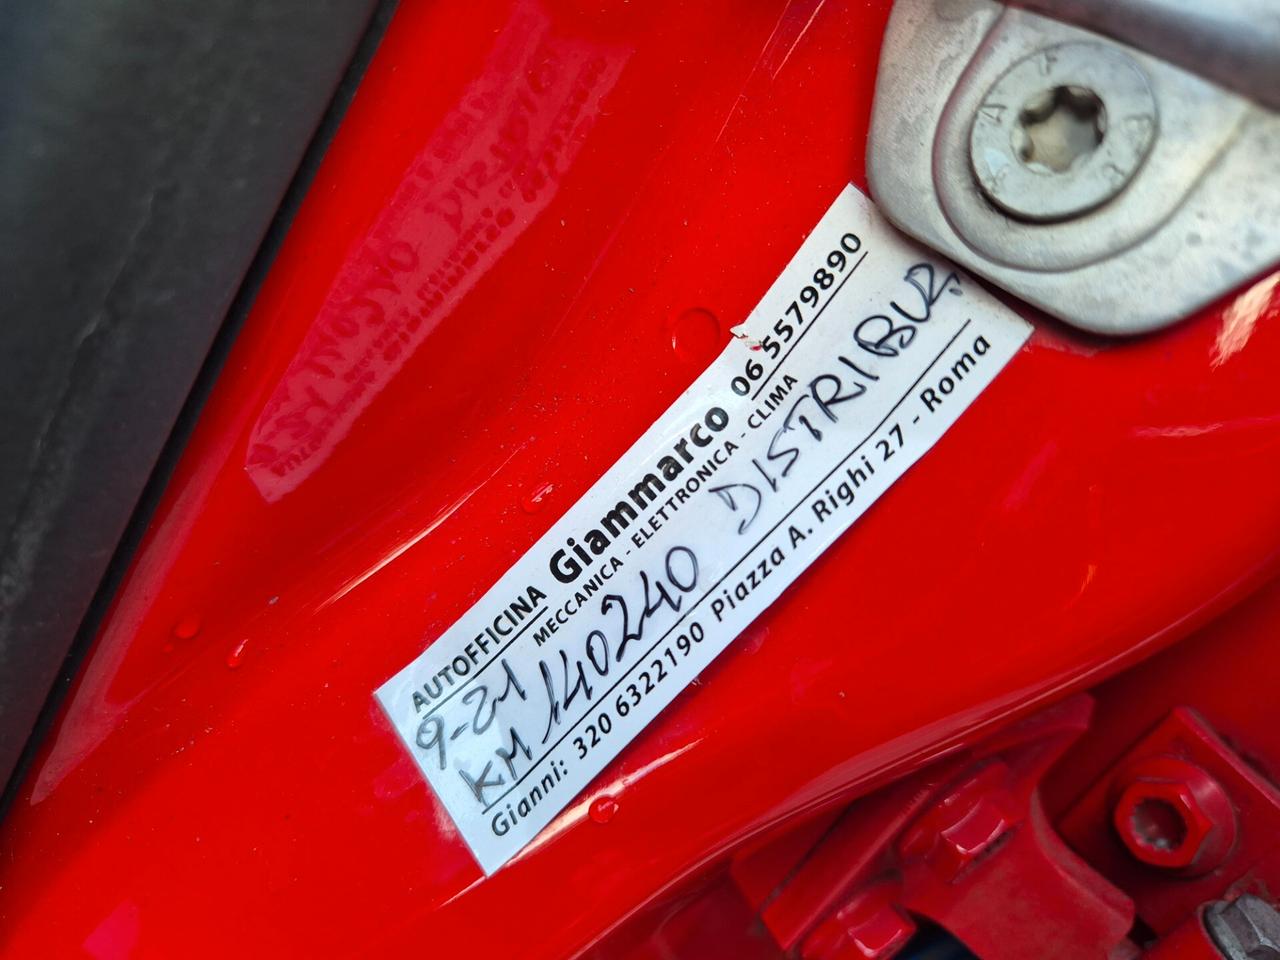 AUTOFFICINA Giammarco 06 5579890
MECCANICA - ELETTRONICA - CLIMA
9-21
KM 140240 DISTRIBUZ.
Gianni: 320 6322190 Piazza A. Righi 27 - Roma